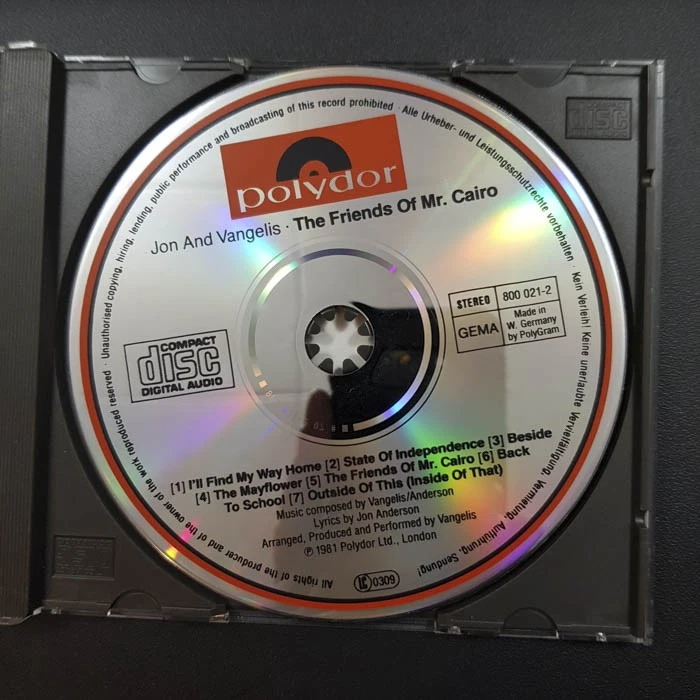 Unauthorised copying, hiring, lending, public performance and broadcasting of this record prohibited · Alle Urheber- und Leistungsschutzrechte vorbehalten · Kein Verleih! Keine unerlaubte Vervielfältigung, Vermietung, Aufführung, Sendung!
polydor
Jon And Vangelis · The Friends Of Mr. Cairo
STEREO
800 021-2
GEMA
Made in
W. Germany
by PolyGram
COMPACT
disc
DIGITAL AUDIO
[1] I'll Find My Way Home [2] State Of Independence [3] Beside
[4] The Mayflower [5] The Friends Of Mr. Cairo [6] Back
To School [7] Outside Of This (Inside Of That)
Music composed by Vangelis/Anderson
Lyrics by Jon Anderson
Arranged, Produced and Performed by Vangelis
℗ 1981 Polydor Ltd., London
LC 0309
All rights of the producer and of the owner of the work reproduced reserved ·
disc